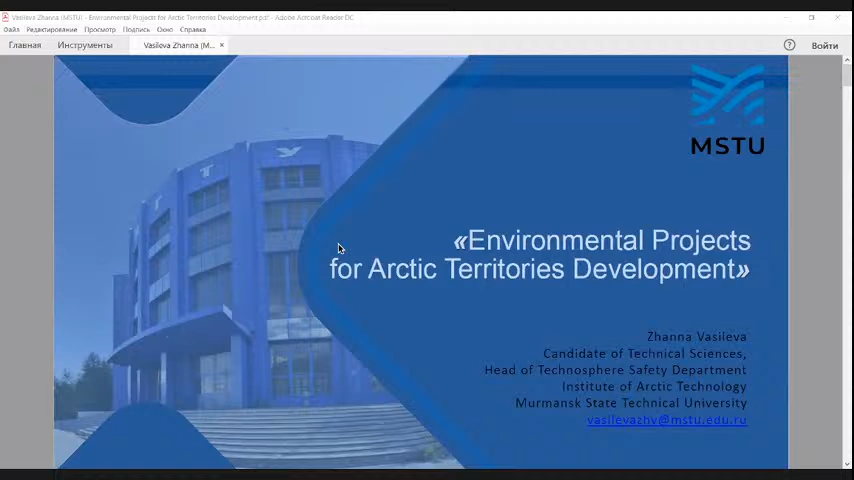 Vasileva Zhanna (MSTU) - Environmental Projects for Arctic Territories Development.pdf - Adobe Acrobat Reader DC
Файл Редактирование Просмотр Подпись Окно Справка
Главная Инструменты Vasileva Zhanna (M... × ? Войти
MSTU
«Environmental Projects
for Arctic Territories Development»
Zhanna Vasileva
Candidate of Technical Sciences,
Head of Technosphere Safety Department
Institute of Arctic Technology
Murmansk State Technical University
vasilevazhv@mstu.edu.ru